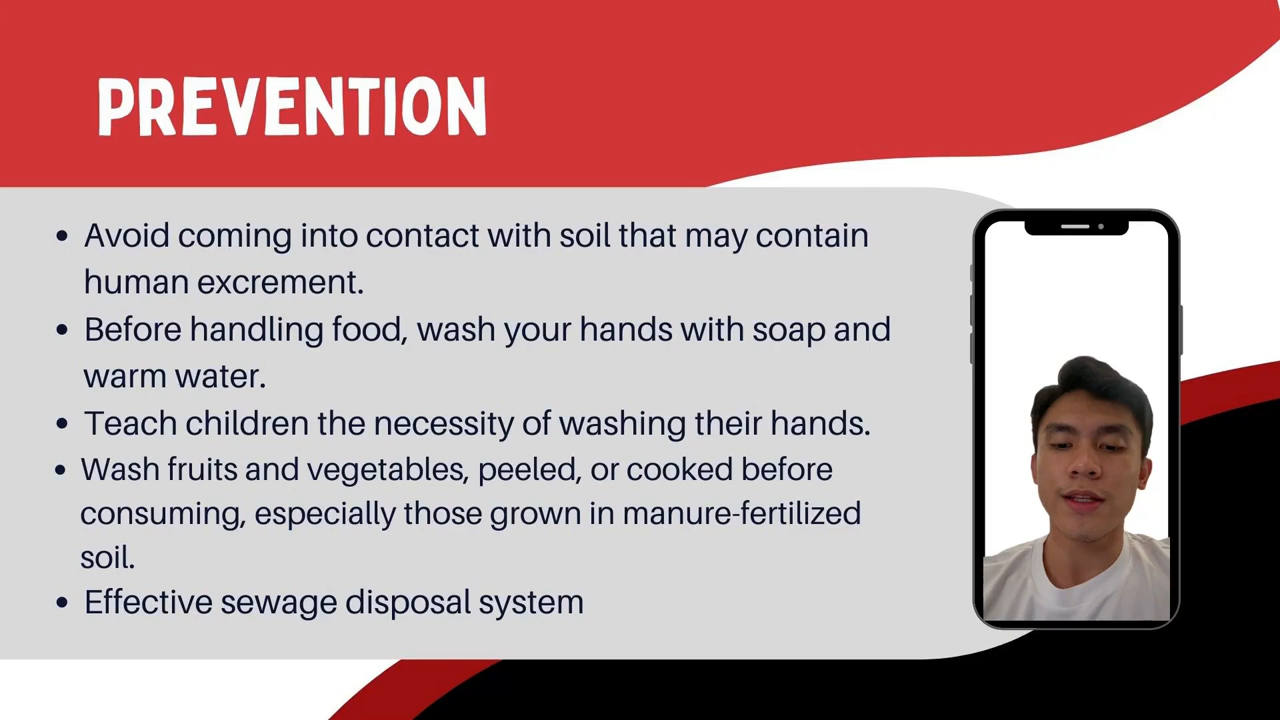 PREVENTION
• Avoid coming into contact with soil that may contain
human excrement.
• Before handling food, wash your hands with soap and
warm water.
• Teach children the necessity of washing their hands.
• Wash fruits and vegetables, peeled, or cooked before
consuming, especially those grown in manure-fertilized
soil.
• Effective sewage disposal system